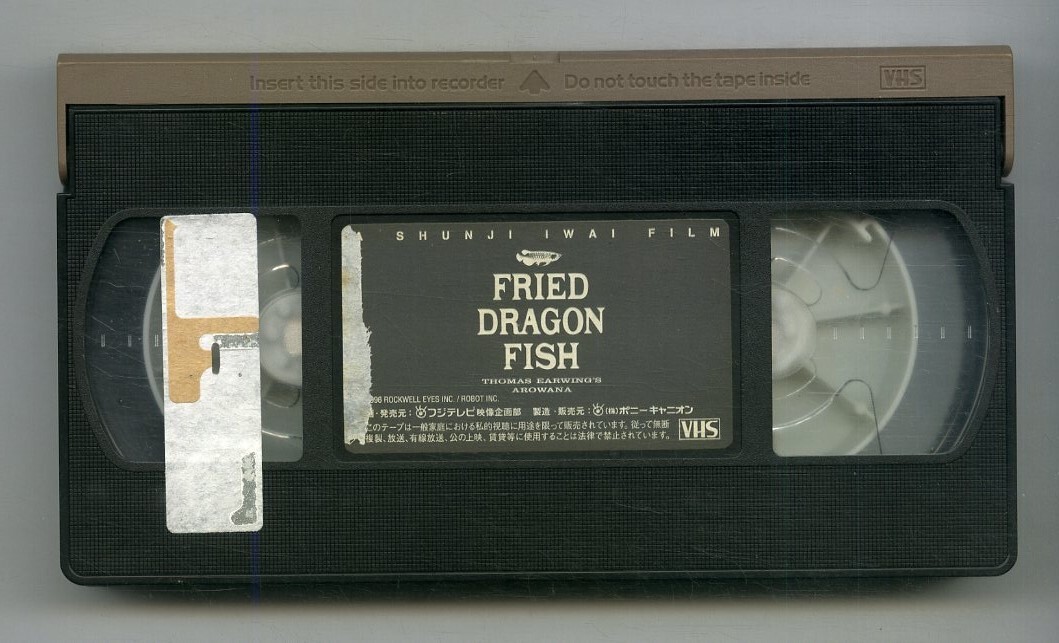 Insert this side into recorder Do not touch the tape inside VHS
SHUNJI IWAI FILM
FRIED
DRAGON
FISH
THOMAS EARWING'S
AROWANA
996 ROCKWELL EYES INC. / ROBOT INC.
・発売元：フジテレビ映像企画部 製造・販売元：(株)ポニーキャニオン
このテープは一般家庭における私的視聴に用途を限って販売されています。従って無断
複製、放送、有線放送、公の上映、賃貸等に使用することは法律で禁止されています。
VHS